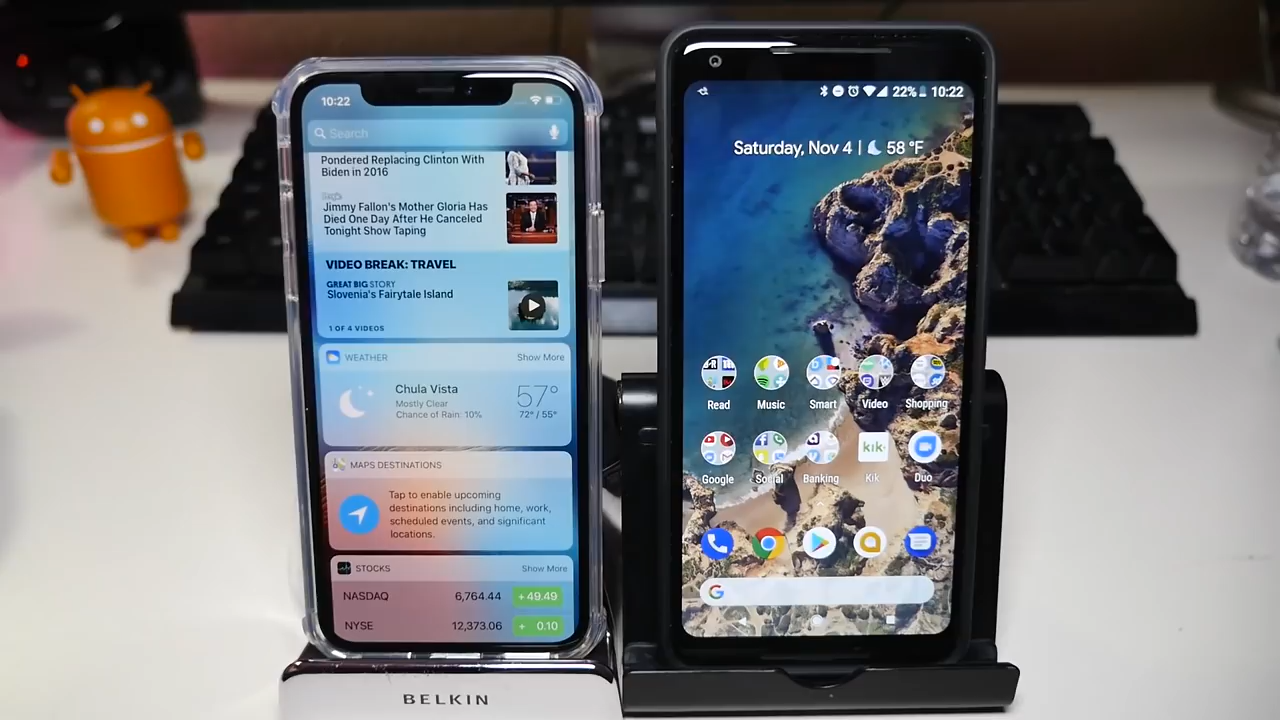 10:22
Search
Pondered Replacing Clinton With
Biden in 2016
Jimmy Fallon's Mother Gloria Has
Died One Day After He Canceled
Tonight Show Taping
VIDEO BREAK: TRAVEL
GREAT BIG STORY
Slovenia's Fairytale Island
1 OF 4 VIDEOS
WEATHER Show More
Chula Vista
Mostly Clear
Chance of Rain: 10%
57°
72° / 55°
MAPS DESTINATIONS
Tap to enable upcoming
destinations including home, work,
scheduled events, and significant
locations.
STOCKS Show More
NASDAQ 6,764.44 +49.49
NYSE 12,373.06 + 0.10
BELKIN
22% 10:22
Saturday, Nov 4 | 58 °F
Read Music Smart Video Shopping
kik
Google Social Banking Kik Duo
G